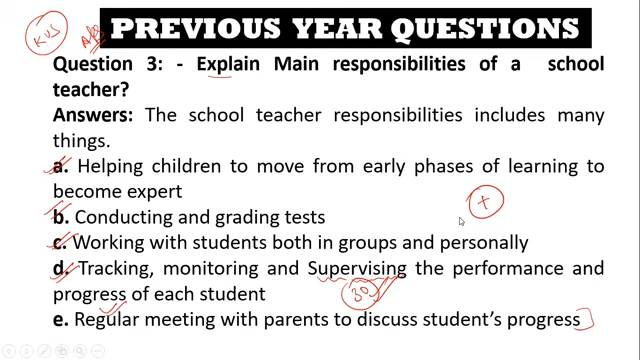 KVS
PREVIOUS YEAR QUESTIONS
Question 3: - Explain Main responsibilities of a school
teacher?
Answers: The school teacher responsibilities includes many
things.
a. Helping children to move from early phases of learning to
become expert
b. Conducting and grading tests
c. Working with students both in groups and personally
d. Tracking, monitoring and Supervising the performance and
progress of each student
30
e. Regular meeting with parents to discuss student's progress